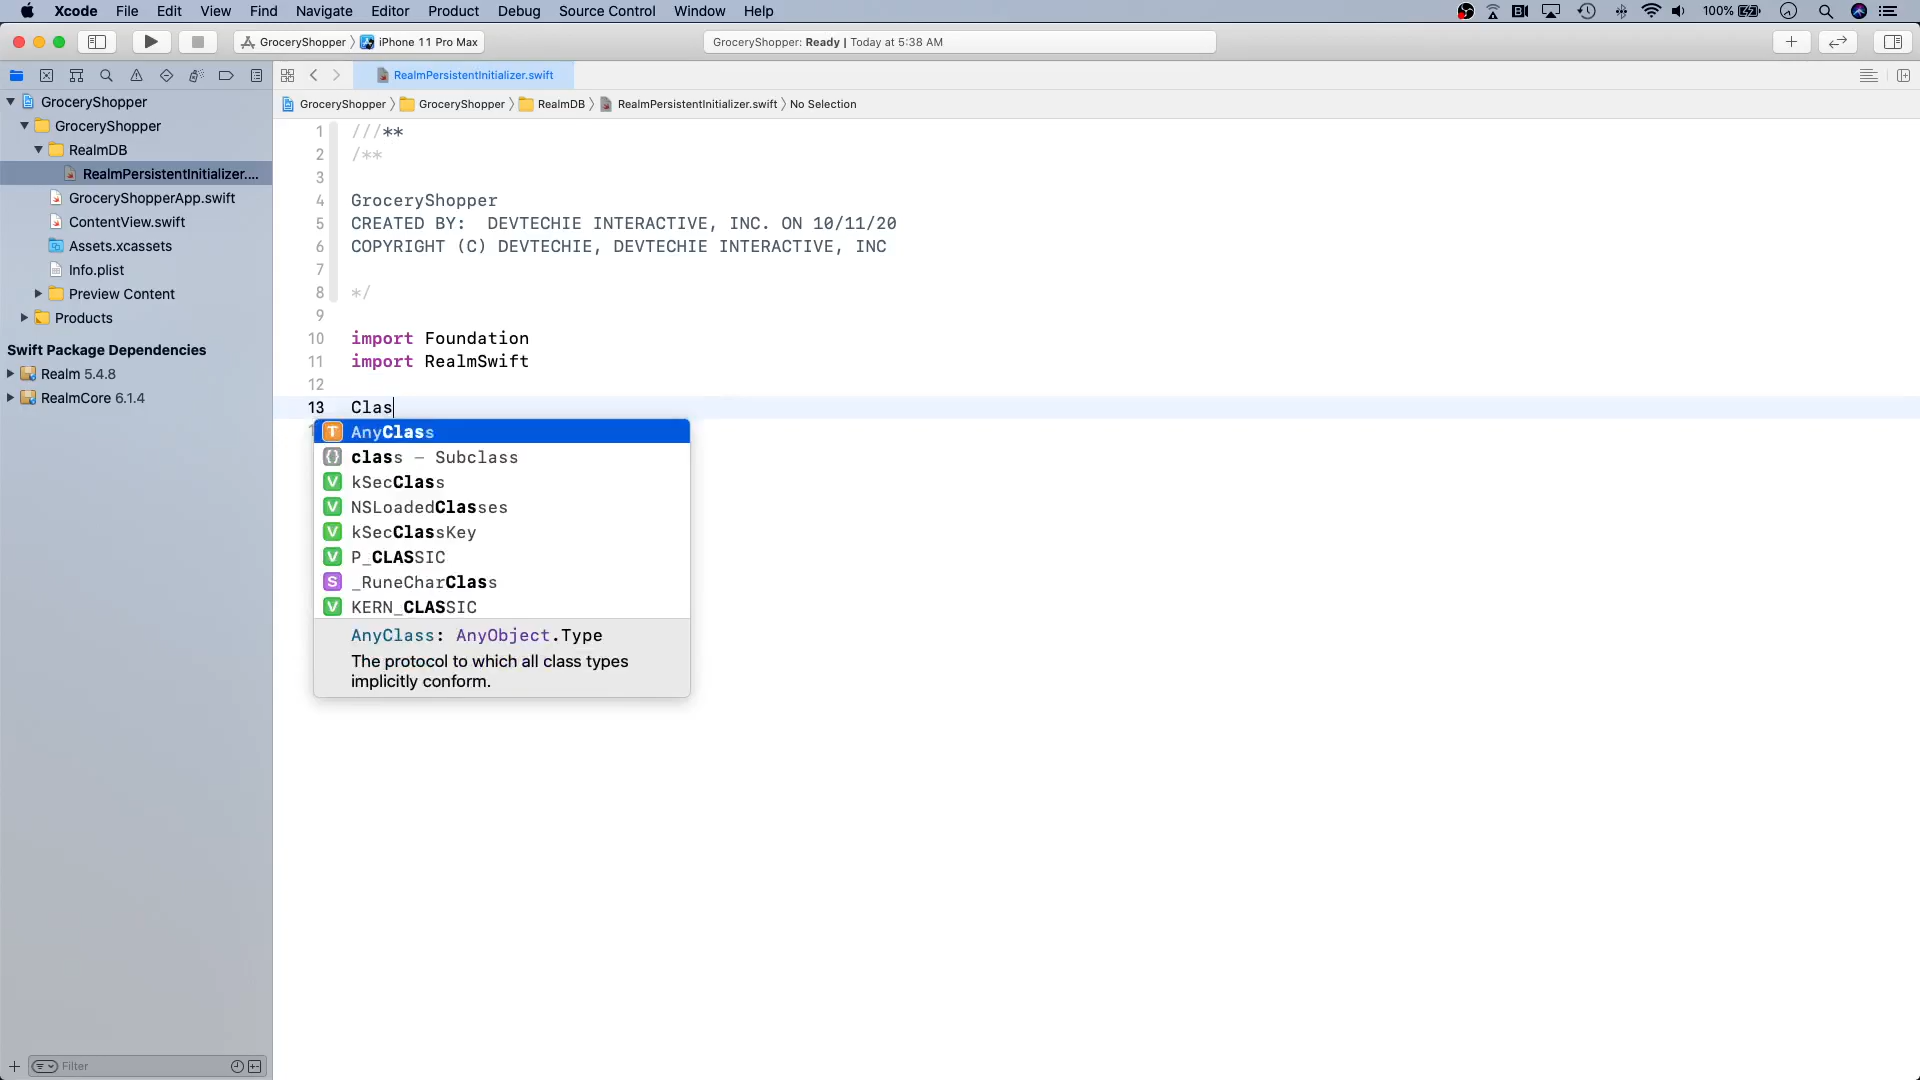 Xcode File Edit View Find Navigate Editor Product Debug Source Control Window Help 100%
GroceryShopper iPhone 11 Pro Max GroceryShopper: Ready | Today at 5:38 AM
RealmPersistentInitializer.swift
GroceryShopper GroceryShopper RealmDB RealmPersistentInitializer.swift No Selection
GroceryShopper
GroceryShopper
RealmDB
RealmPersistentInitializer....
GroceryShopperApp.swift
ContentView.swift
Assets.xcassets
Info.plist
Preview Content
Products
Swift Package Dependencies
Realm 5.4.8
RealmCore 6.1.4
Filter
1 ///**
2 /**
3
4 GroceryShopper
5 CREATED BY: DEVTECHIE INTERACTIVE, INC. ON 10/11/20
6 COPYRIGHT (C) DEVTECHIE, DEVTECHIE INTERACTIVE, INC
7
8 */
9
10 import Foundation
11 import RealmSwift
12
13 Clas
T AnyClass
{} class — Subclass
V kSecClass
V NSLoadedClasses
V kSecClassKey
V P_CLASSIC
S _RuneCharClass
V KERN_CLASSIC
AnyClass: AnyObject.Type
The protocol to which all class types
implicitly conform.